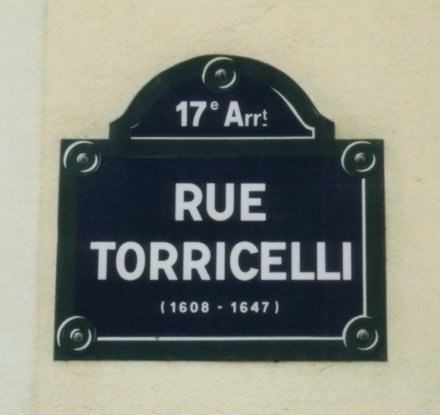 17e Arrt
RUE
TORRICELLI
(1608 - 1647)